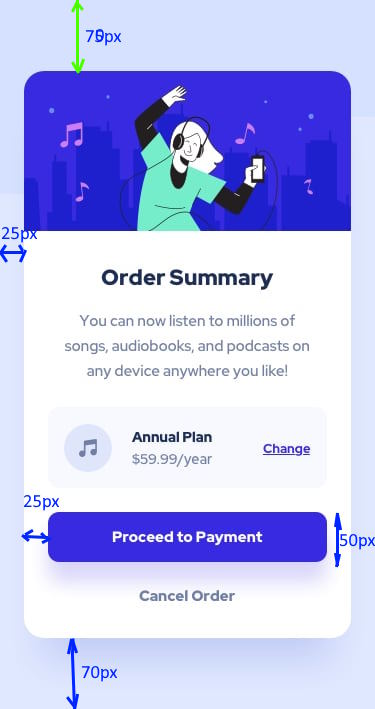 25px
Order Summary
You can now listen to millions of
songs, audiobooks, and podcasts on
any device anywhere you like!
Annual Plan
$59.99/year
Change
25px
Proceed to Payment
50px
Cancel Order
70px